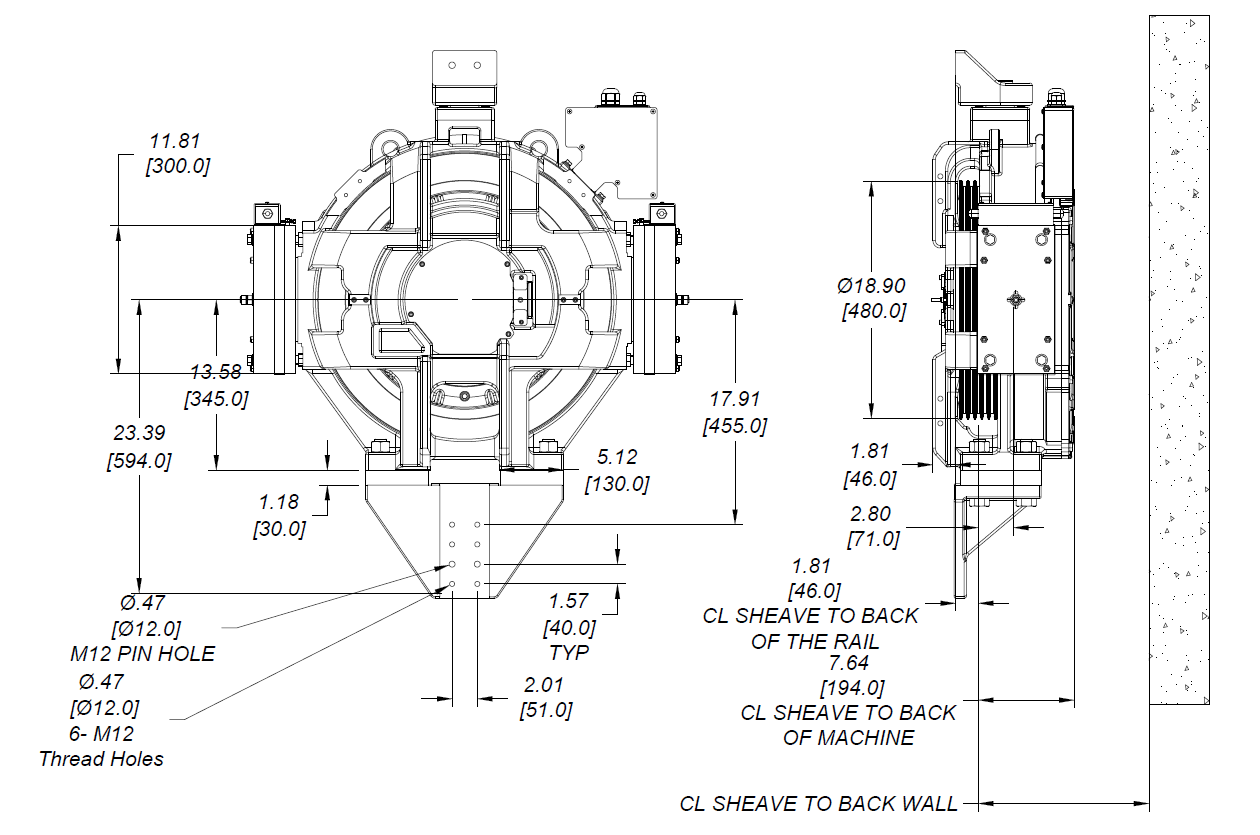 11.81
[300.0]
13.58
[345.0]
23.39
[594.0]
1.18
[30.0]
5.12
[130.0]
17.91
[455.0]
Ø.47
[Ø12.0]
M12 PIN HOLE
Ø.47
[Ø12.0]
6- M12
Thread Holes
1.57
[40.0]
TYP
2.01
[51.0]
Ø18.90
[480.0]
1.81
[46.0]
2.80
[71.0]
1.81
[46.0]
CL SHEAVE TO BACK
OF THE RAIL
7.64
[194.0]
CL SHEAVE TO BACK
OF MACHINE
CL SHEAVE TO BACK WALL